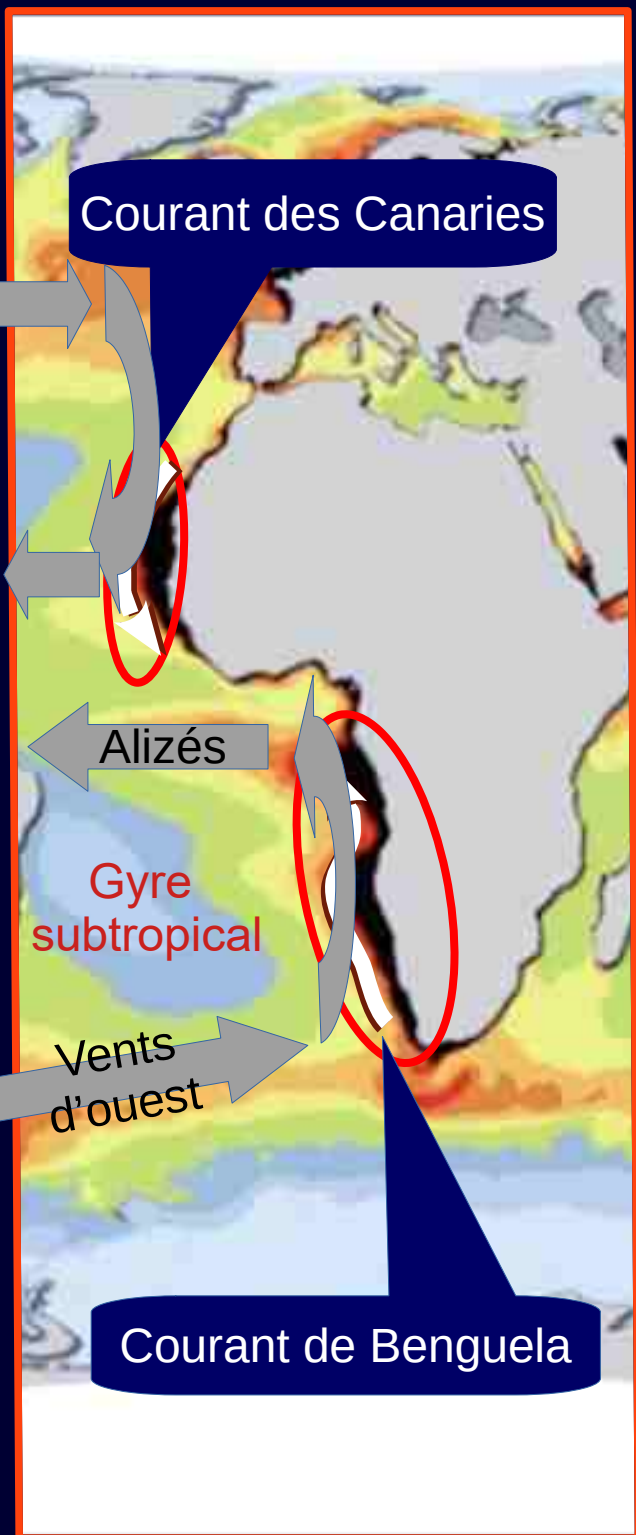 Courant des Canaries
Alizés
Gyre
subtropical
Vents
d’ouest
Courant de Benguela